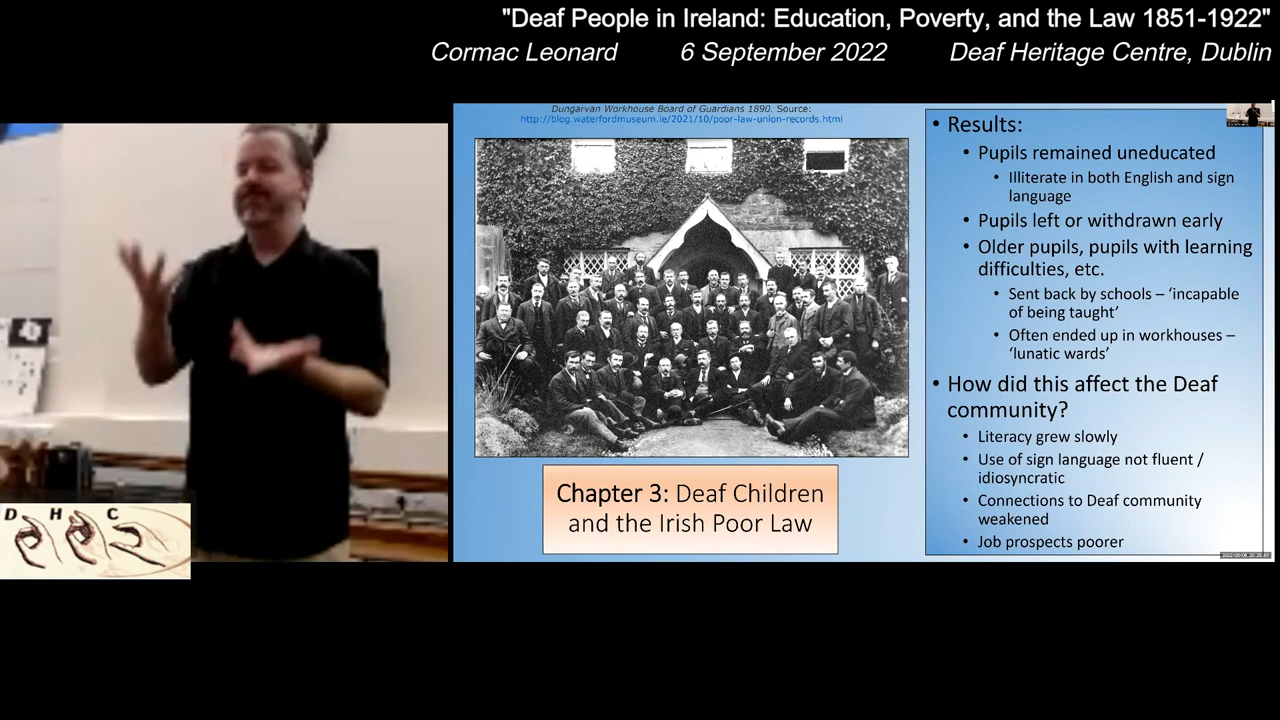 "Deaf People in Ireland: Education, Poverty, and the Law 1851-1922"
Cormac Leonard 6 September 2022 Deaf Heritage Centre, Dublin
Dungarvan Workhouse Board of Guardians 1890. Source:
http://blog.waterfordmuseum.ie/2021/10/poor-law-union-records.html
Chapter 3: Deaf Children
and the Irish Poor Law
• Results:
• Pupils remained uneducated
• Illiterate in both English and sign
language
• Pupils left or withdrawn early
• Older pupils, pupils with learning
difficulties, etc.
• Sent back by schools – ‘incapable
of being taught’
• Often ended up in workhouses –
‘lunatic wards’
• How did this affect the Deaf
community?
• Literacy grew slowly
• Use of sign language not fluent /
idiosyncratic
• Connections to Deaf community
weakened
• Job prospects poorer
D H C